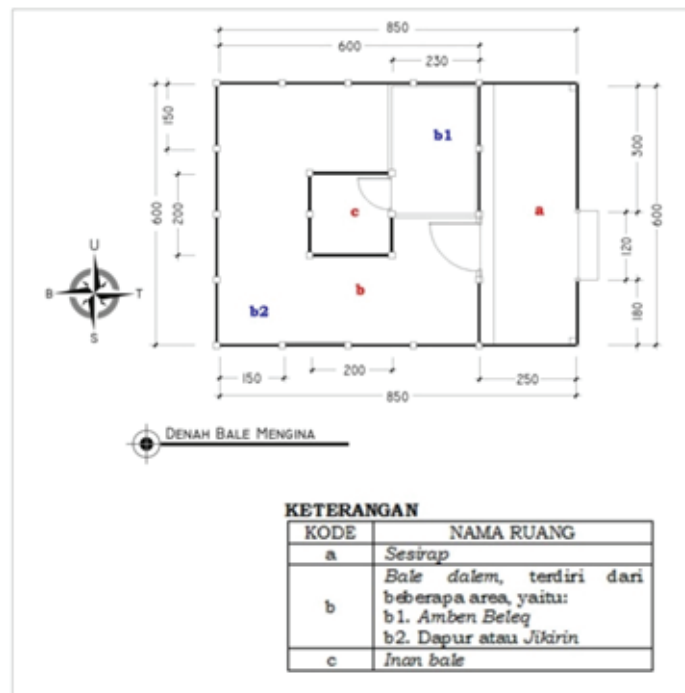 850
600
230
150
200
600
b1
c
a
b
b2
300
120
180
600
U
B T
S
150
200
250
850
DENAH BALE MENGINA
KETERANGAN
KODE NAMA RUANG
a Sesirap
b Bale dalem, terdiri dari
beberapa area, yaitu:
b1. Amben Beleq
b2. Dapur atau Jikirin
c Inan bale